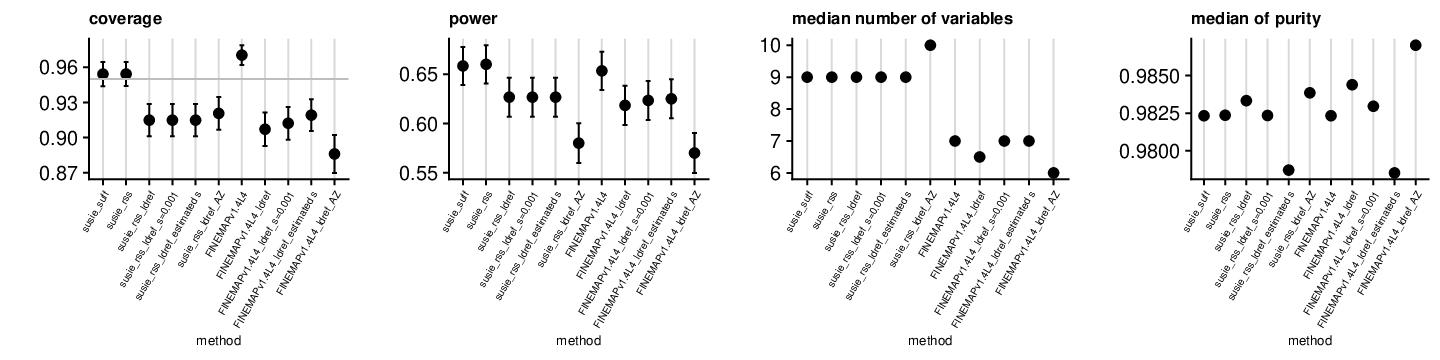 coverage
0.96
0.93
0.90
0.87
susie_suff
susie_rss
susie_rss_ldref
susie_rss_ldref_s=0.001
susie_rss_ldref_estimated.s
susie_rss_ldref_AZ
FINEMAPv1.4L4
FINEMAPv1.4L4_ldref
FINEMAPv1.4L4_ldref_s=0.001
FINEMAPv1.4L4_ldref_estimated.s
FINEMAPv1.4L4_ldref_AZ
method
power
0.65
0.60
0.55
susie_suff
susie_rss
susie_rss_ldref
susie_rss_ldref_s=0.001
susie_rss_ldref_estimated.s
susie_rss_ldref_AZ
FINEMAPv1.4L4
FINEMAPv1.4L4_ldref
FINEMAPv1.4L4_ldref_s=0.001
FINEMAPv1.4L4_ldref_estimated.s
FINEMAPv1.4L4_ldref_AZ
method
median number of variables
10
9
8
7
6
susie_suff
susie_rss
susie_rss_ldref
susie_rss_ldref_s=0.001
susie_rss_ldref_estimated.s
susie_rss_ldref_AZ
FINEMAPv1.4L4
FINEMAPv1.4L4_ldref
FINEMAPv1.4L4_ldref_s=0.001
FINEMAPv1.4L4_ldref_estimated.s
FINEMAPv1.4L4_ldref_AZ
method
median of purity
0.9850
0.9825
0.9800
susie_suff
susie_rss
susie_rss_ldref
susie_rss_ldref_s=0.001
susie_rss_ldref_estimated.s
susie_rss_ldref_AZ
FINEMAPv1.4L4
FINEMAPv1.4L4_ldref
FINEMAPv1.4L4_ldref_s=0.001
FINEMAPv1.4L4_ldref_estimated.s
FINEMAPv1.4L4_ldref_AZ
method